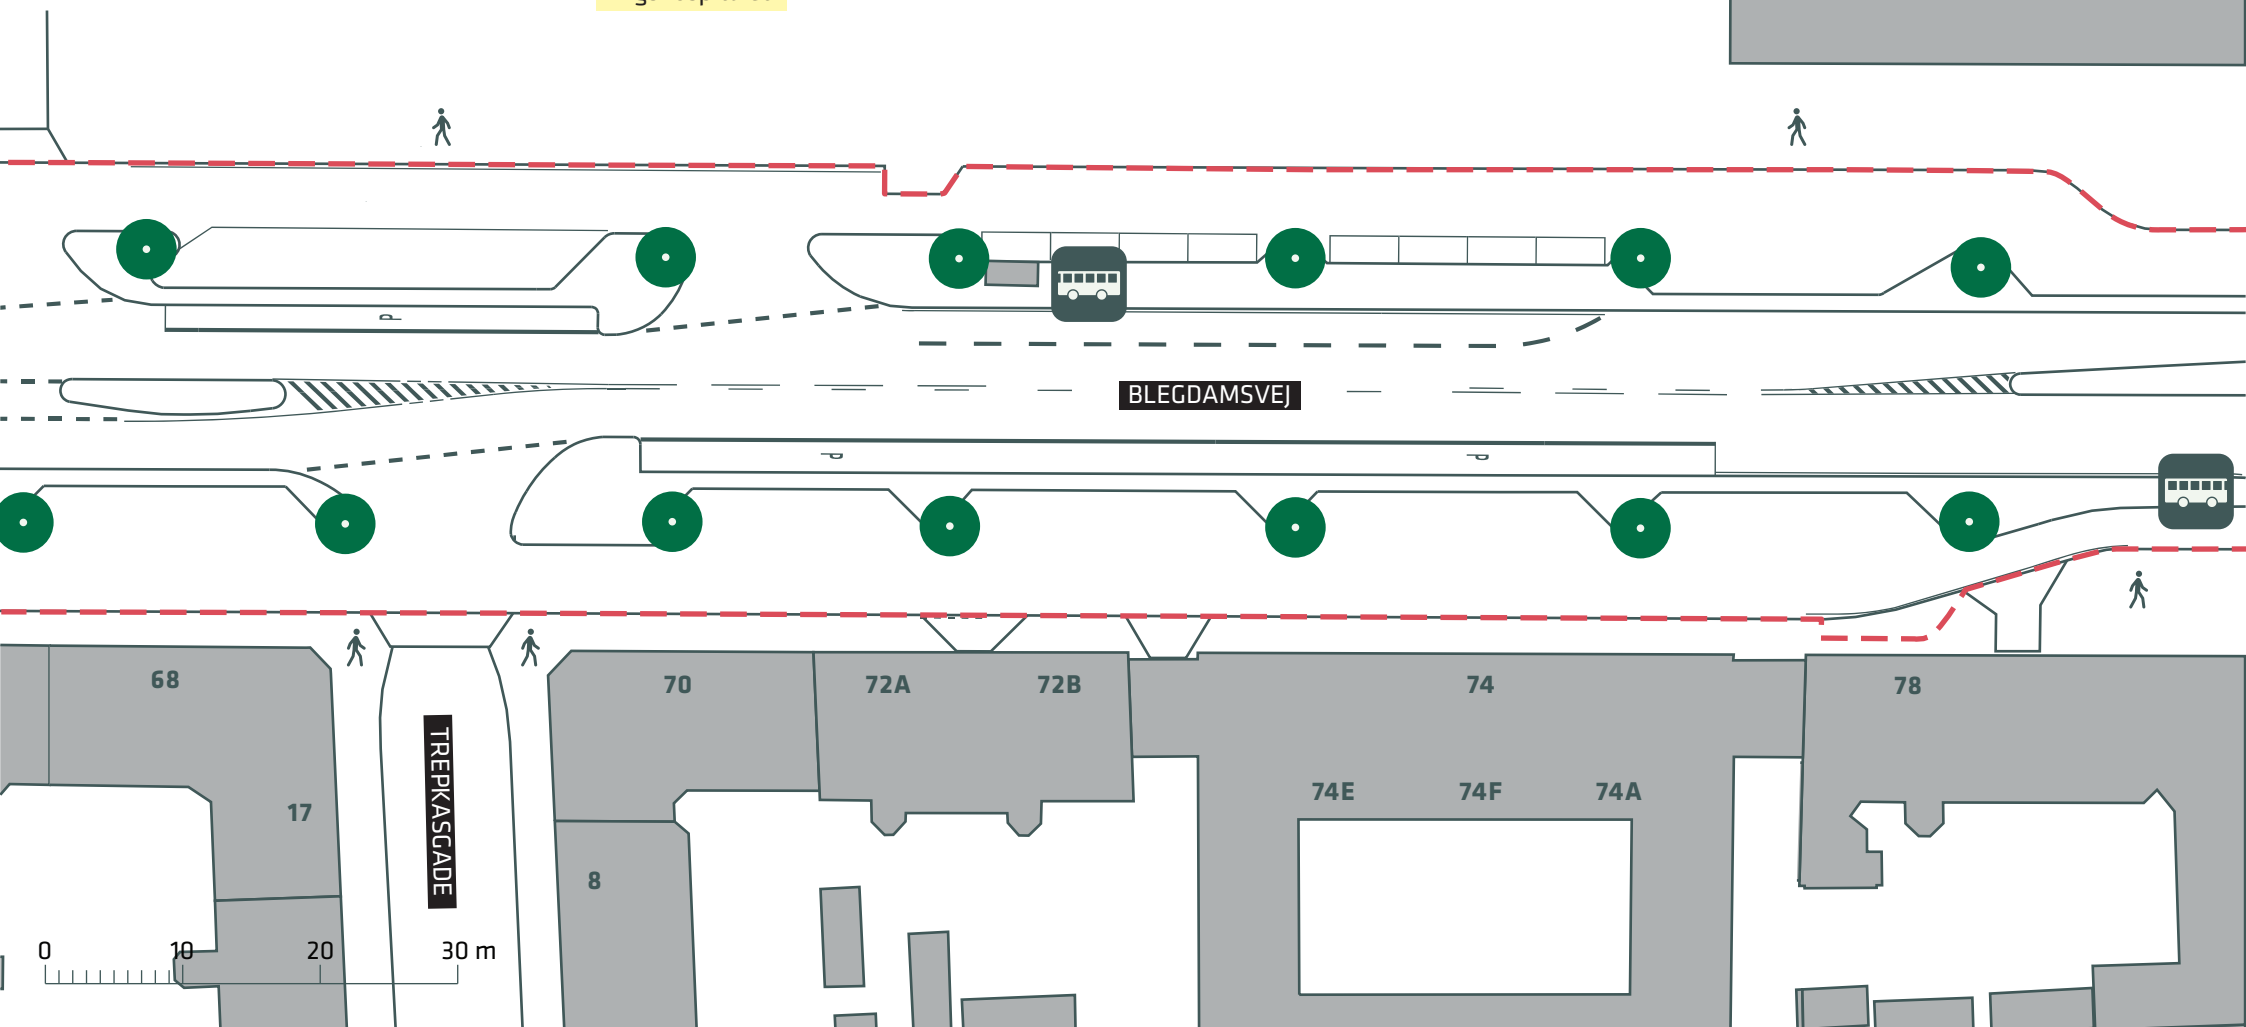 P
BLEGDAMSVEJ
P
P
68
70
72A
72B
74
78
74E
74F
74A
17
TREPKASGADE
8
0
10
20
30 m